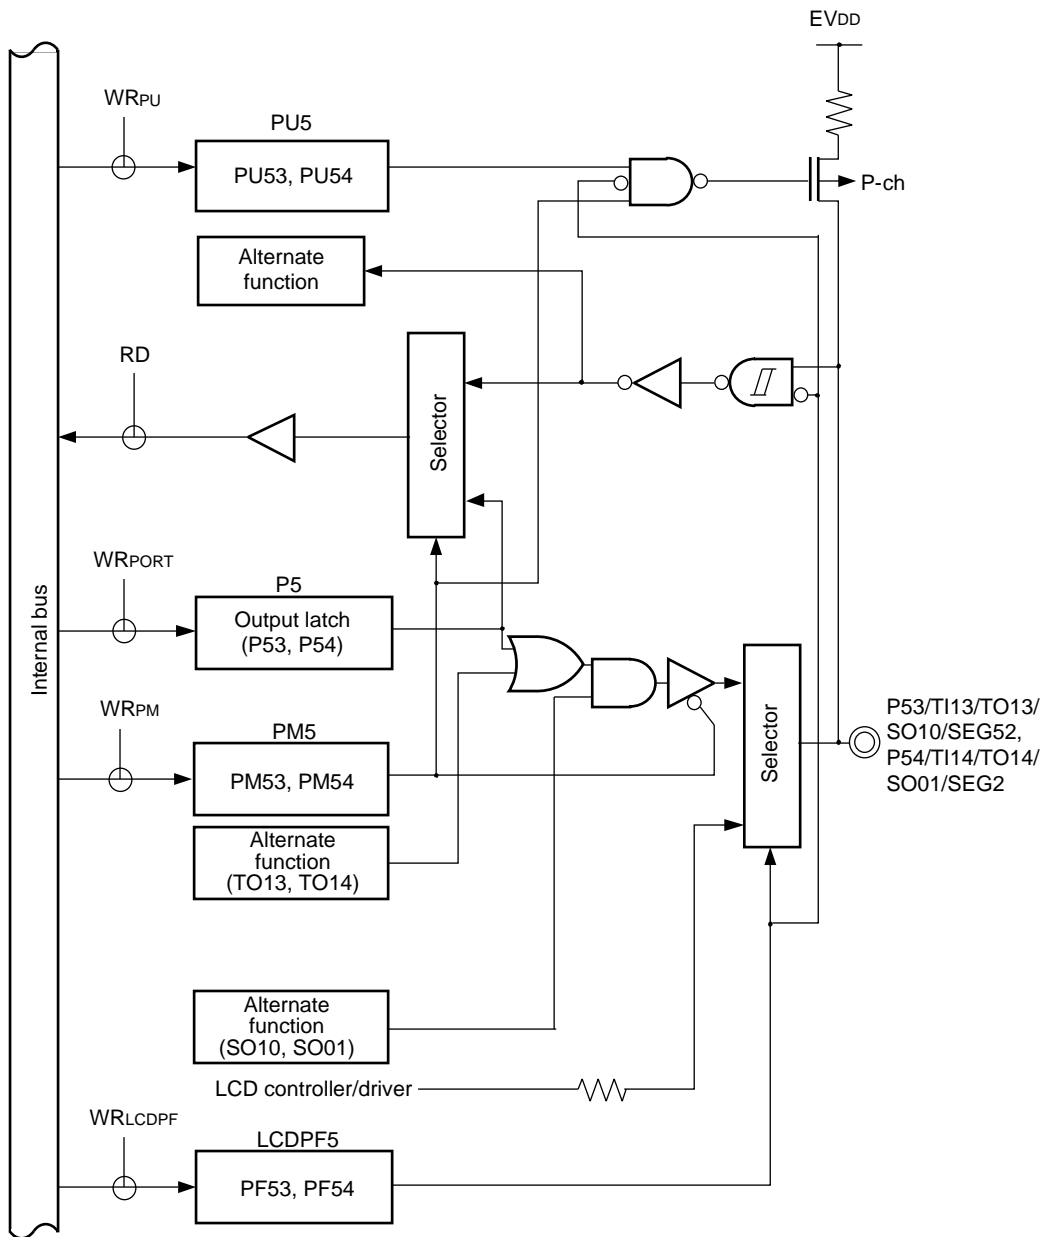 EVDD
WRPU
PU5
PU53, PU54
P-ch
Alternate
function
RD
Selector
WRPORT
P5
Output latch
(P53, P54)
Internal bus
WRPM
PM5
PM53, PM54
Selector
P53/TI13/TO13/
SO10/SEG52,
P54/TI14/TO14/
SO01/SEG2
Alternate
function
(TO13, TO14)
Alternate
function
(SO10, SO01)
LCD controller/driver
WRLCDPF
LCDPF5
PF53, PF54